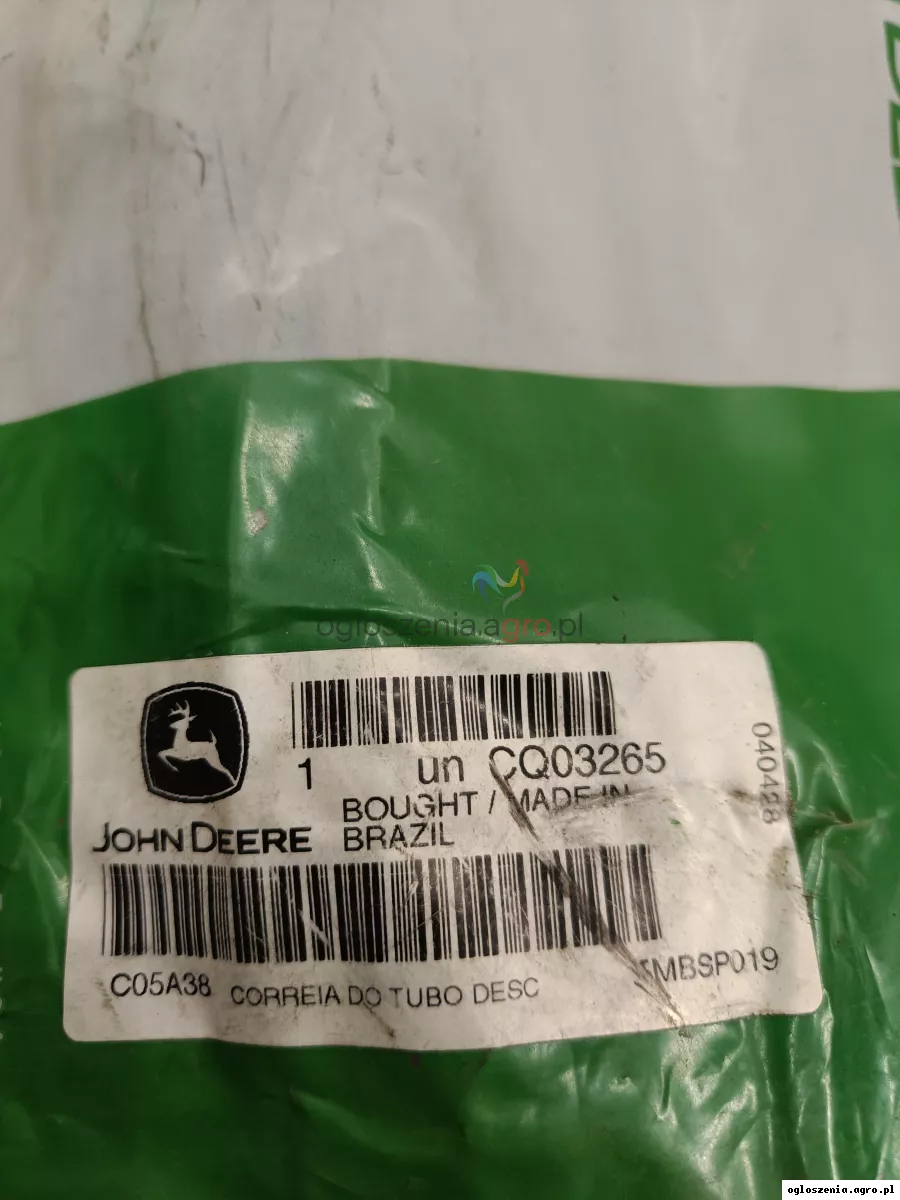 ogloszenia.agro.pl
1 un CQ03265
BOUGHT / MADE IN
BRAZIL
040428
JOHN DEERE
C05A38 CORREIA DO TUBO DESC
MBSP019
ogloszenia.agro.pl